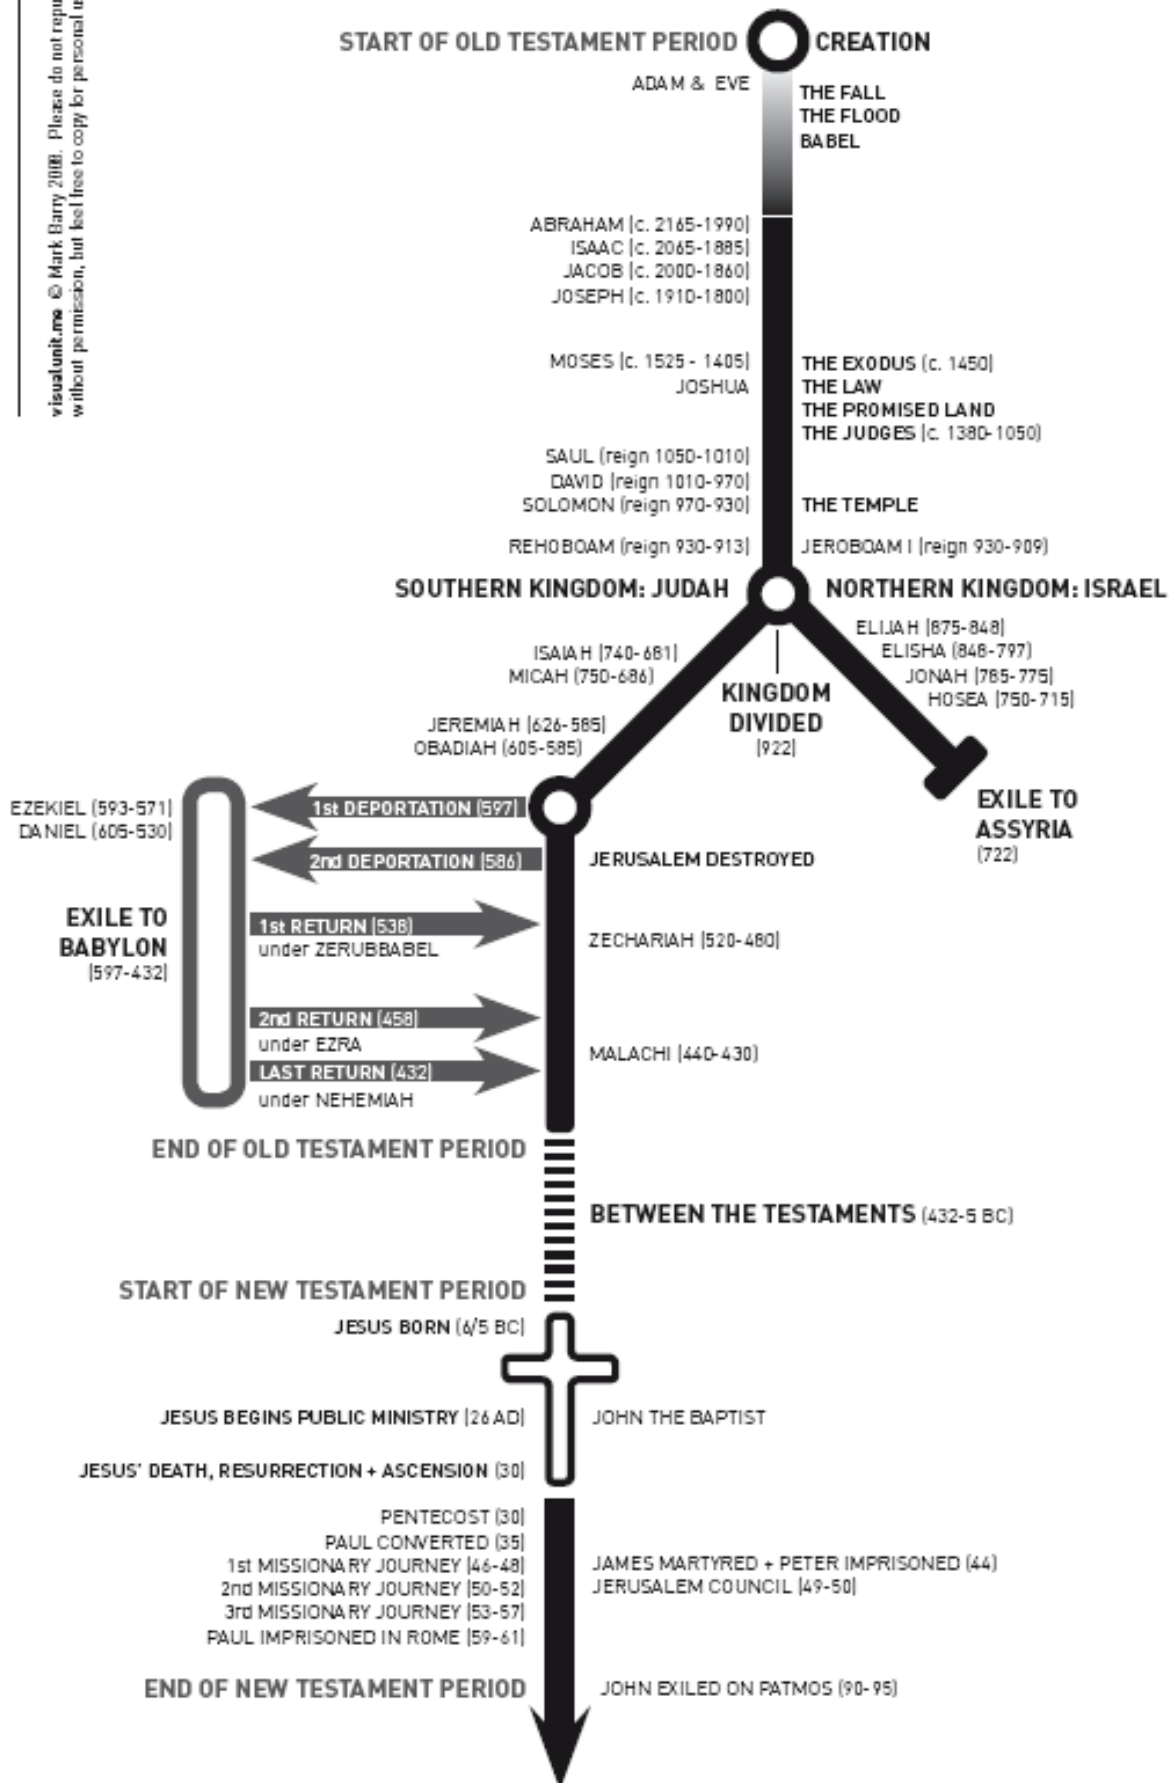 visualunit.me © Mark Barry 2008. Please do not
without permission, but feel free to copy for personal
START OF OLD TESTAMENT PERIOD
CREATION
ADAM & EVE
THE FALL
THE FLOOD
BABEL
ABRAHAM (c. 2165-1990)
ISAAC (c. 2065-1885)
JACOB (c. 2000-1860)
JOSEPH (c. 1910-1800)
MOSES (c. 1525 - 1405)
JOSHUA
THE EXODUS (c. 1450)
THE LAW
THE PROMISED LAND
THE JUDGES (c. 1380-1050)
SAUL (reign 1050-1010)
DAVID (reign 1010-970)
SOLOMON (reign 970-930)
THE TEMPLE
REHOBOAM (reign 930-913)
JEROBOAM I (reign 930-909)
SOUTHERN KINGDOM: JUDAH
NORTHERN KINGDOM: ISRAEL
ISAIAH (740-681)
MICAH (750-686)
JEREMIAH (626-585)
OBADIAH (605-585)
KINGDOM
DIVIDED
(922)
ELIJAH (875-848)
ELISHA (848-797)
JONAH (785-775)
HOSEA (750-715)
EXILE TO
ASSYRIA
(722)
EZEKIEL (593-571)
DANIEL (605-530)
1st DEPORTATION (597)
2nd DEPORTATION (586)
JERUSALEM DESTROYED
EXILE TO
BABYLON
(597-432)
1st RETURN (538)
under ZERUBBABEL
ZECHARIAH (520-480)
2nd RETURN (458)
under EZRA
MALACHI (440-430)
LAST RETURN (432)
under NEHEMIAH
END OF OLD TESTAMENT PERIOD
BETWEEN THE TESTAMENTS (432-5 BC)
START OF NEW TESTAMENT PERIOD
JESUS BORN (6/5 BC)
JESUS BEGINS PUBLIC MINISTRY (26 AD)
JOHN THE BAPTIST
JESUS' DEATH, RESURRECTION + ASCENSION (30)
PENTECOST (30)
PAUL CONVERTED (35)
1st MISSIONARY JOURNEY (46-48)
2nd MISSIONARY JOURNEY (50-52)
3rd MISSIONARY JOURNEY (53-57)
PAUL IMPRISONED IN ROME (59-61)
JAMES MARTYRED + PETER IMPRISONED (44)
JERUSALEM COUNCIL (49-50)
END OF NEW TESTAMENT PERIOD
JOHN EXILED ON PATMOS (90-95)